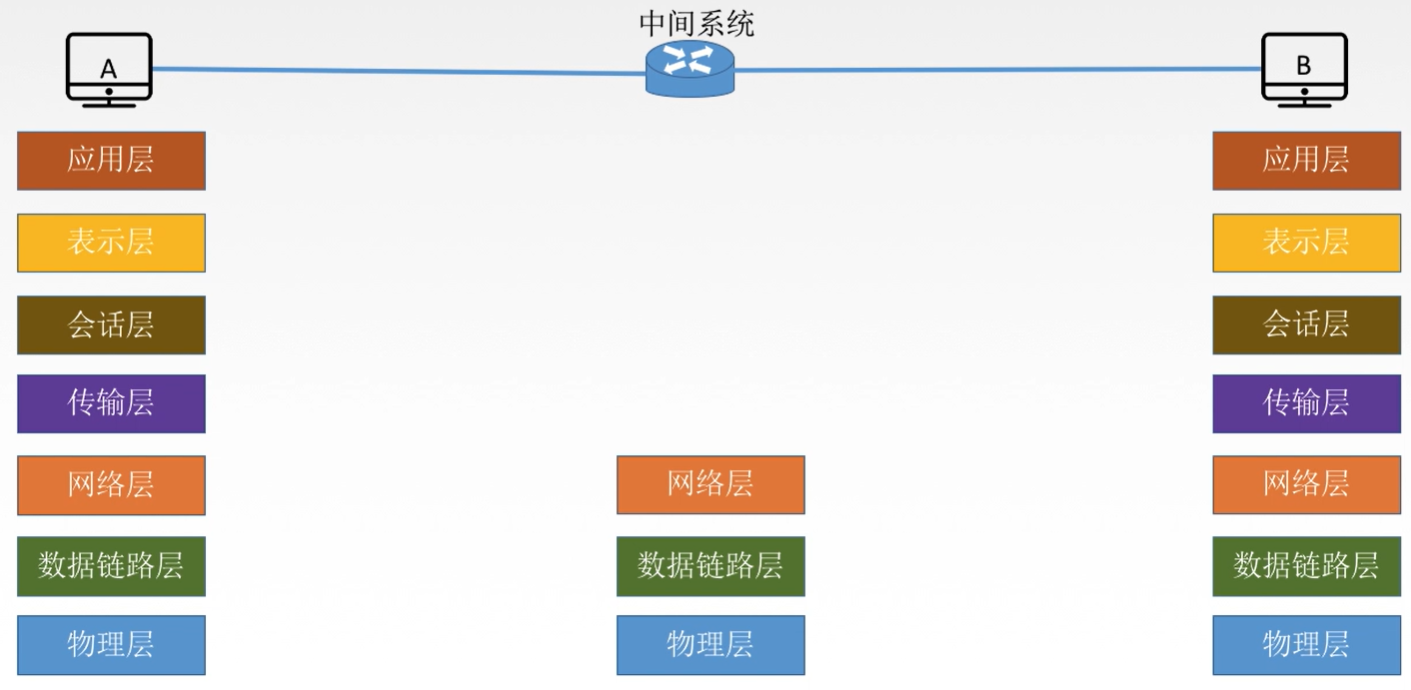 中间系统
A
B
应用层
应用层
表示层
表示层
会话层
会话层
传输层
传输层
网络层
网络层
网络层
数据链路层
数据链路层
数据链路层
物理层
物理层
物理层